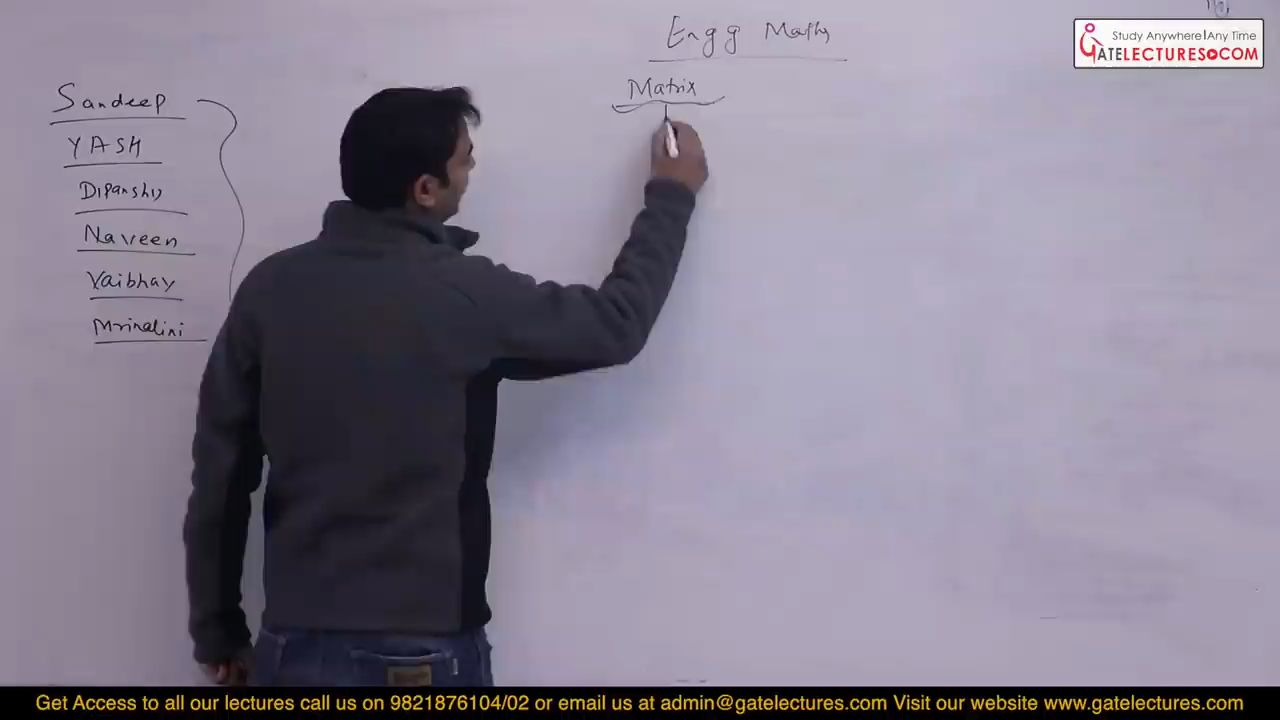 Engg Maths
Study Anywhere|Any Time
GATELECTURES.COM
Matrix
Sandeep
YASH
Dipanshu
Naveen
Vaibhav
Mrinalini
Get Access to all our lectures call us on 9821876104/02 or email us at admin@gatelectures.com Visit our website www.gatelectures.com